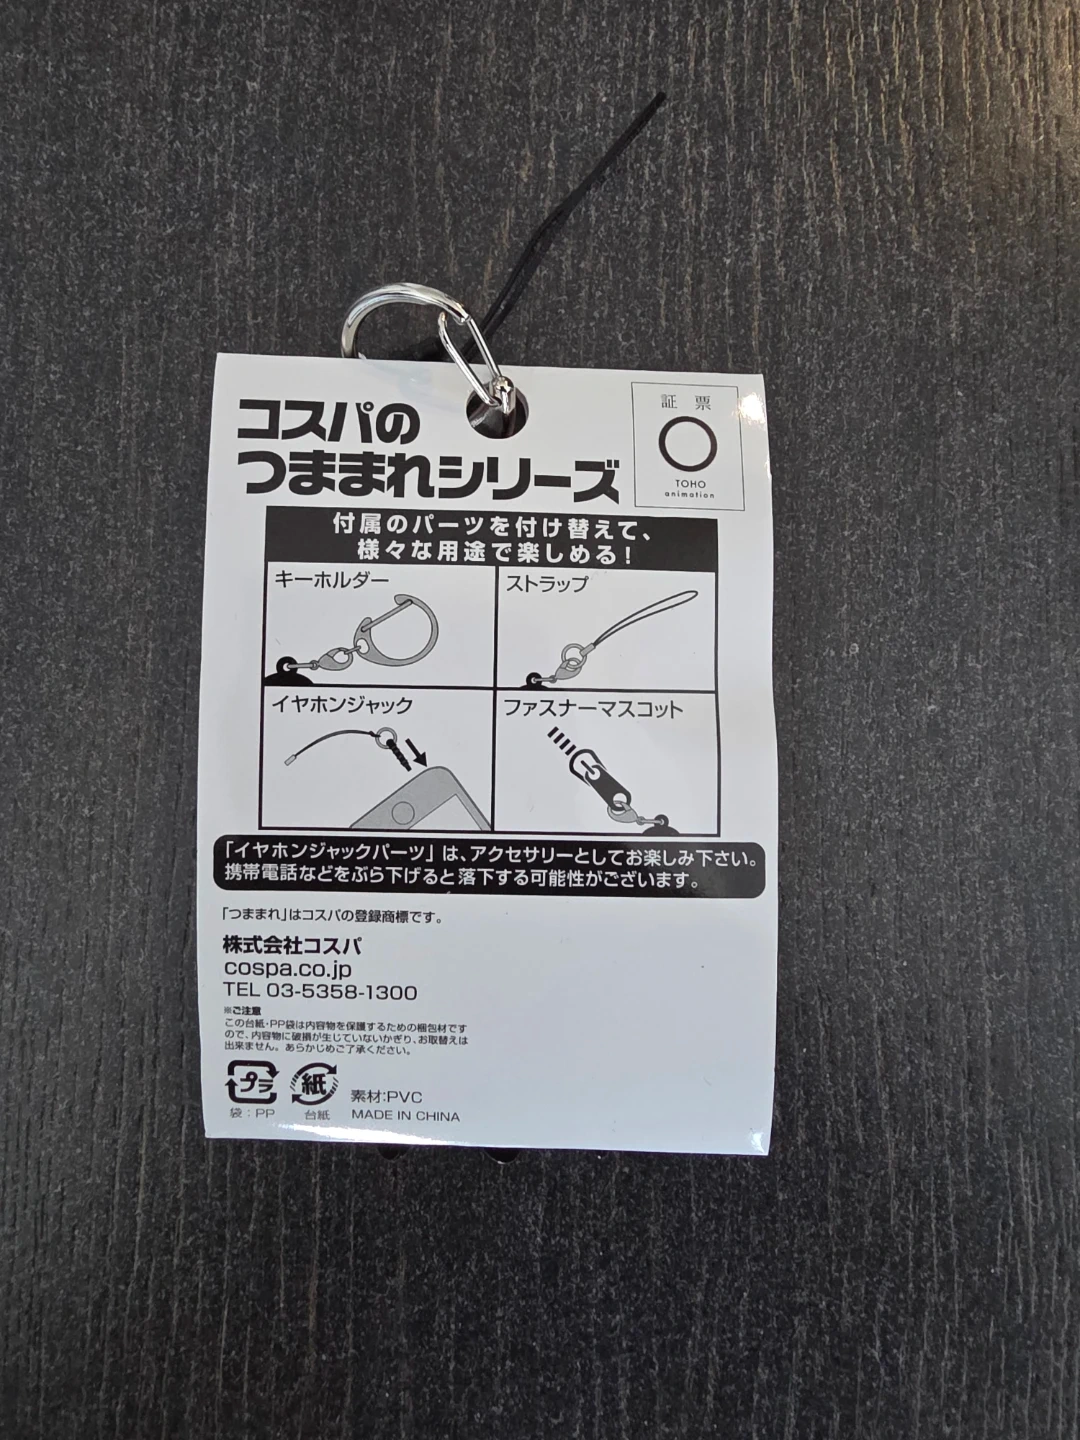 コスパの
つままれシリーズ
証 票
TOHO
animation
付属のパーツを付け替えて、
様々な用途で楽しめる!
キーホルダー
ストラップ
イヤホンジャック
ファスナーマスコット
「イヤホンジャックパーツ」は、アクセサリーとしてお楽しみ下さい。
携帯電話などをぶら下げると落下する可能性がございます。
「つままれ」はコスパの登録商標です。
株式会社コスパ
cospa.co.jp
TEL 03-5358-1300
※ご注意
この台紙・PP袋は内容物を保護するための梱包材です
ので、内容物に破損が生じていないかぎり、お取替えは
出来ません。あらかじめご了承ください。
プラ
袋:PP
紙
台紙
素材:PVC
MADE IN CHINA